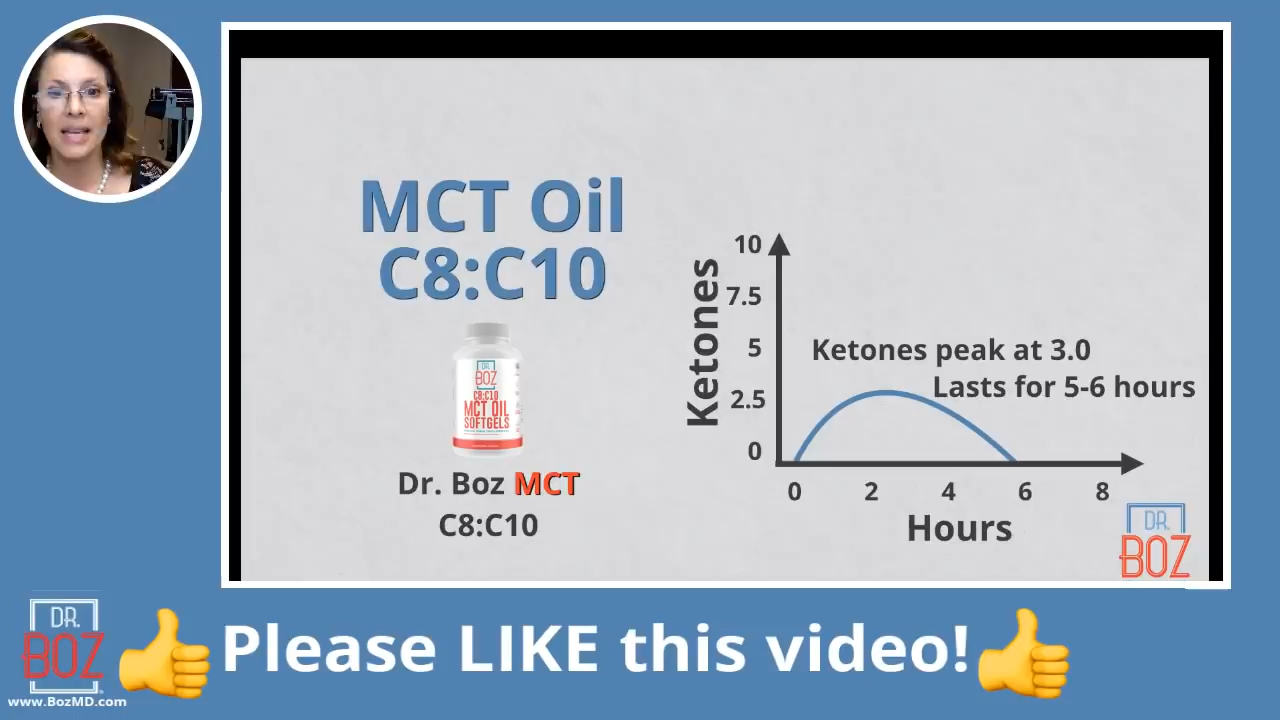 MCT Oil
C8:C10
DR.
BOZ
C8:C10
MCT OIL
SOFTGELS
Dr. Boz MCT
C8:C10
Ketones
10
7.5
5
2.5
0
Ketones peak at 3.0
Lasts for 5-6 hours
0 2 4 6 8
Hours
DR.
BOZ
DR.
BOZ
www.BozMD.com
Please LIKE this video!